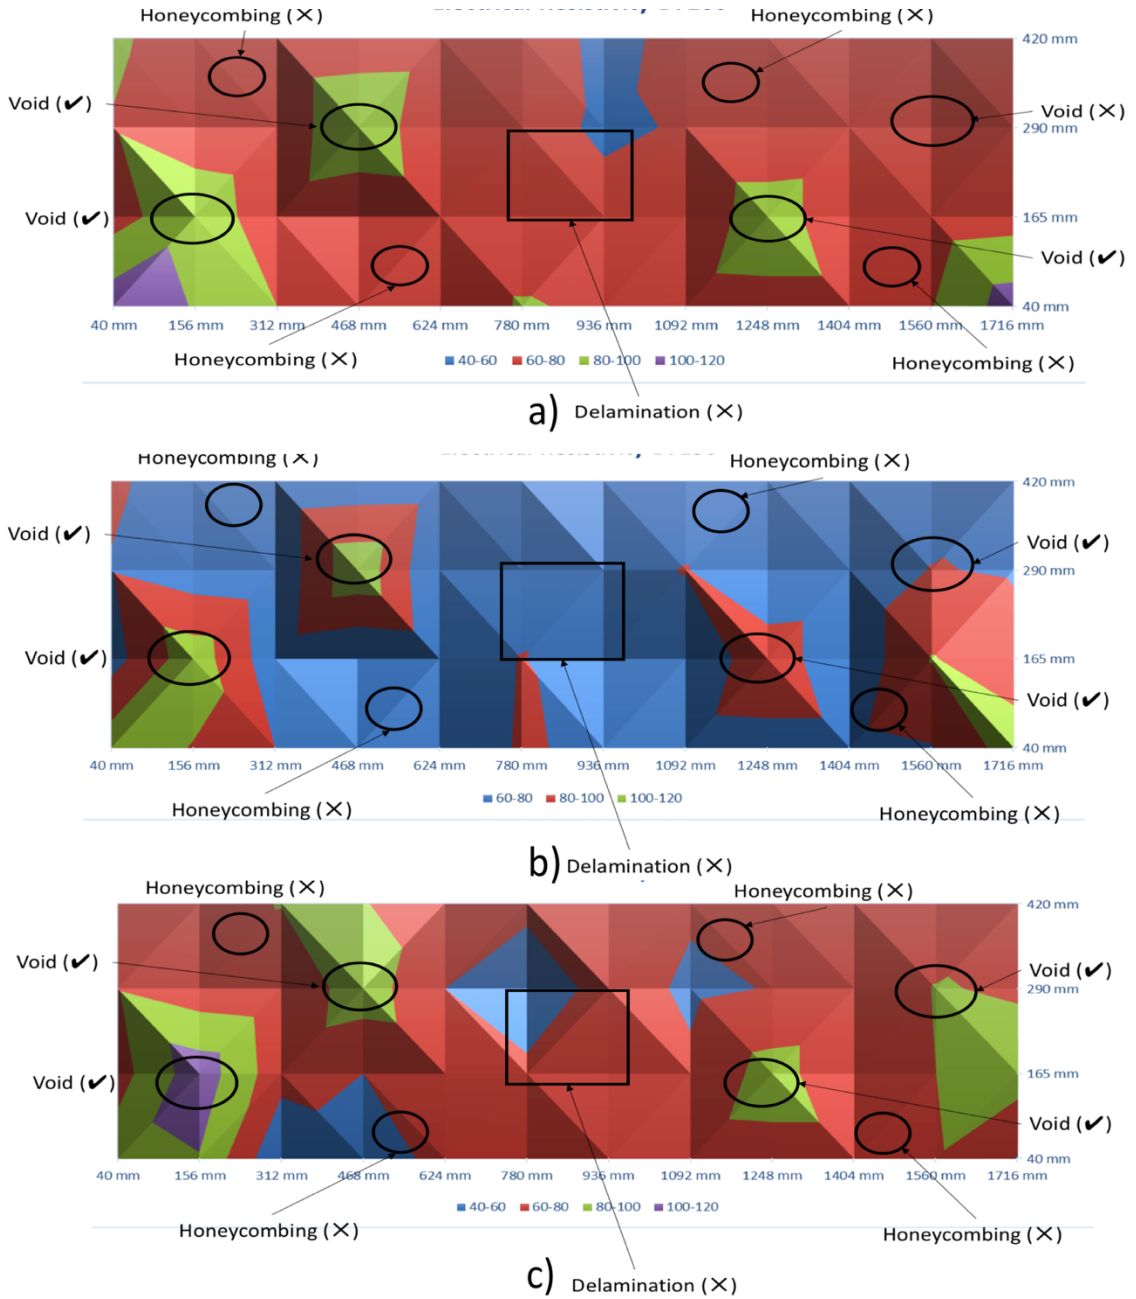 Honeycombing (✕)
Honeycombing (✕)
420 mm
Void (✔)
Void (✕)
290 mm
Void (✔)
165 mm
Void (✔)
40 mm
40 mm 156 mm 312 mm 468 mm 624 mm 780 mm 936 mm 1092 mm 1248 mm 1404 mm 1560 mm 1716 mm
Honeycombing (✕)
40-60 60-80 80-100 100-120
Honeycombing (✕)
a) Delamination (✕)
Honeycombing (✕)
Honeycombing (✕)
420 mm
Void (✔)
Void (✔)
290 mm
Void (✔)
165 mm
Void (✔)
40 mm
40 mm 156 mm 312 mm 468 mm 624 mm 780 mm 936 mm 1092 mm 1248 mm 1404 mm 1560 mm 1716 mm
Honeycombing (✕)
60-80 80-100 100-120
Honeycombing (✕)
b) Delamination (✕)
Honeycombing (✕)
Honeycombing (✕)
420 mm
Void (✔)
Void (✔)
290 mm
Void (✔)
165 mm
Void (✔)
40 mm
40 mm 156 mm 312 mm 468 mm 624 mm 780 mm 936 mm 1092 mm 1248 mm 1404 mm 1560 mm 1716 mm
40-60 60-80 80-100 100-120
Honeycombing (✕)
Honeycombing (✕)
c) Delamination (✕)